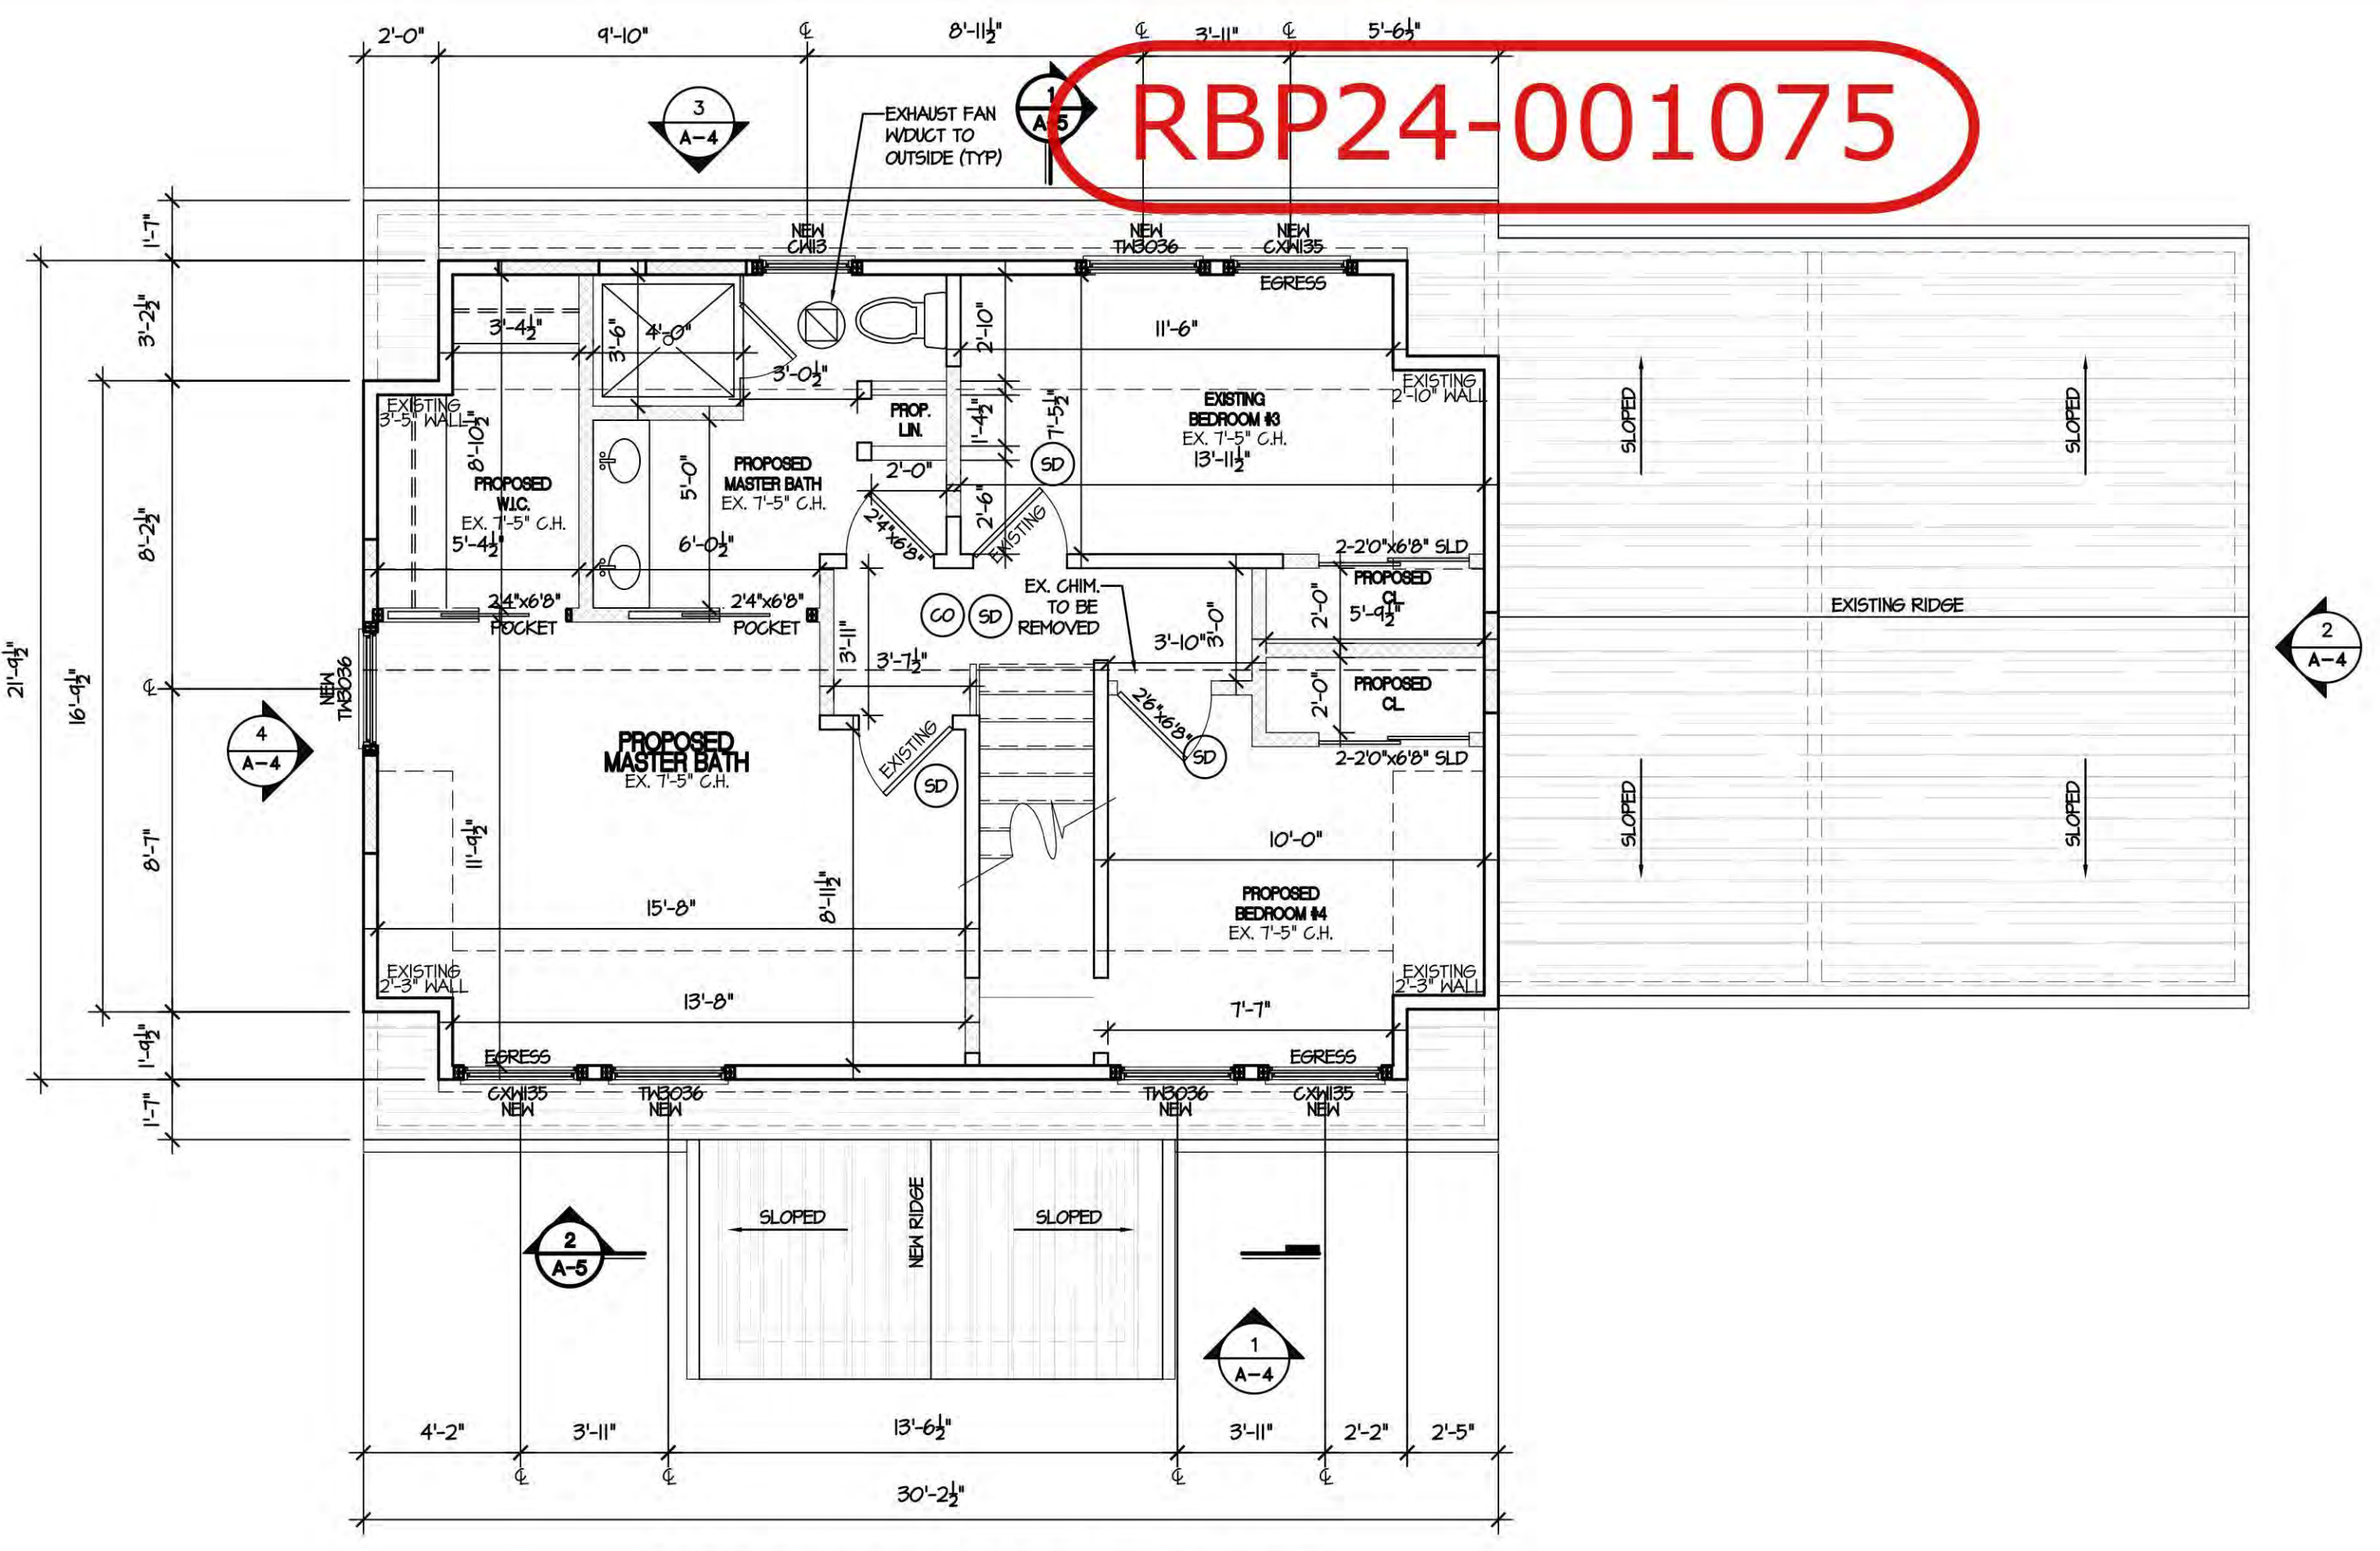 2'-0"
9'-10"
℄
8'-11½"
℄
3'-11"
℄
5'-6½"
RBP24-001075
3
A-4
EXHAUST FAN
W/DUCT TO
OUTSIDE (TYP)
1
A-5
1'-7"
NEW
CW13
NEW
TW3036
NEW
CXW135
EGRESS
3'-2½"
3'-4½"
3'-6"
4'-0"
2'-10"
11'-6"
3'-0½"
EXISTING
3'-5" WALL
EXISTING
2'-10" WALL
8'-10½"
PROP.
LIN.
1'-4½"
7'-5½"
EXISTING
BEDROOM #3
EX. 7'-5" C.H.
13'-11½"
SD
SLOPED
SLOPED
PROPOSED
W.I.C.
EX. 7'-5" C.H.
5'-4½"
5'-0"
PROPOSED
MASTER BATH
EX. 7'-5" C.H.
6'-0½"
2'-0"
2'4"x6'8"
2'-6"
EXISTING
8'-2½"
2-2'0"x6'8" SLD
PROPOSED
CL
5'-9½"
2'-0"
2'4"x6'8"
POCKET
2'4"x6'8"
POCKET
CO
SD
EX. CHIM.
TO BE
REMOVED
3'-10"
3'-0"
EXISTING RIDGE
2
A-4
21'-9½"
16'-9½"
℄
NEW
TW3036
3'-11"
3'-7½"
2'-0"
PROPOSED
CL
2'6"x6'8"
SD
2-2'0"x6'8" SLD
4
A-4
PROPOSED
MASTER BATH
EX. 7'-5" C.H.
EXISTING
SD
8'-7"
11'-9½"
10'-0"
SLOPED
SLOPED
15'-8"
8'-11½"
PROPOSED
BEDROOM #4
EX. 7'-5" C.H.
EXISTING
2'-3" WALL
EXISTING
2'-3" WALL
13'-8"
7'-7"
1'-9½"
EGRESS
EGRESS
CXW135
NEW
TW3036
NEW
TW3036
NEW
CXW135
NEW
1'-7"
SLOPED
NEW RIDGE
SLOPED
2
A-5
1
A-4
4'-2"
3'-11"
13'-6½"
3'-11"
2'-2"
2'-5"
℄
℄
℄
℄
30'-2½"